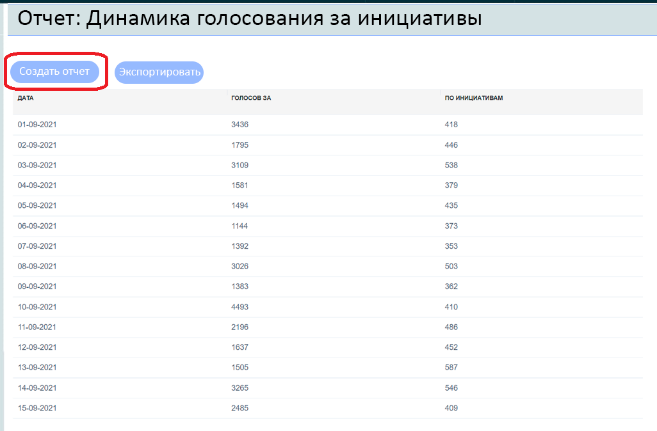 Отчет: Динамика голосования за инициативы
Создать отчет Экспортировать
ДАТА ГОЛОСОВ ЗА ПО ИНИЦИАТИВАМ
01-09-2021 3436 418
02-09-2021 1795 446
03-09-2021 3109 538
04-09-2021 1581 379
05-09-2021 1494 435
06-09-2021 1144 373
07-09-2021 1392 353
08-09-2021 3026 503
09-09-2021 1383 362
10-09-2021 4493 410
11-09-2021 2196 486
12-09-2021 1637 452
13-09-2021 1505 587
14-09-2021 3265 546
15-09-2021 2485 409